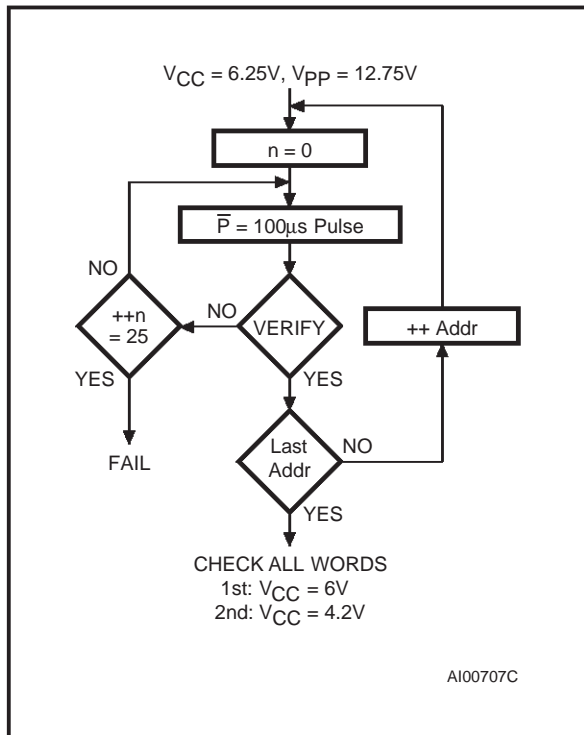 VCC = 6.25V, VPP = 12.75V
n = 0
P̅ = 100μs Pulse
NO
++n
= 25
NO
VERIFY
++ Addr
YES
YES
FAIL
Last
Addr
NO
YES
CHECK ALL WORDS
1st: VCC = 6V
2nd: VCC = 4.2V
AI00707C